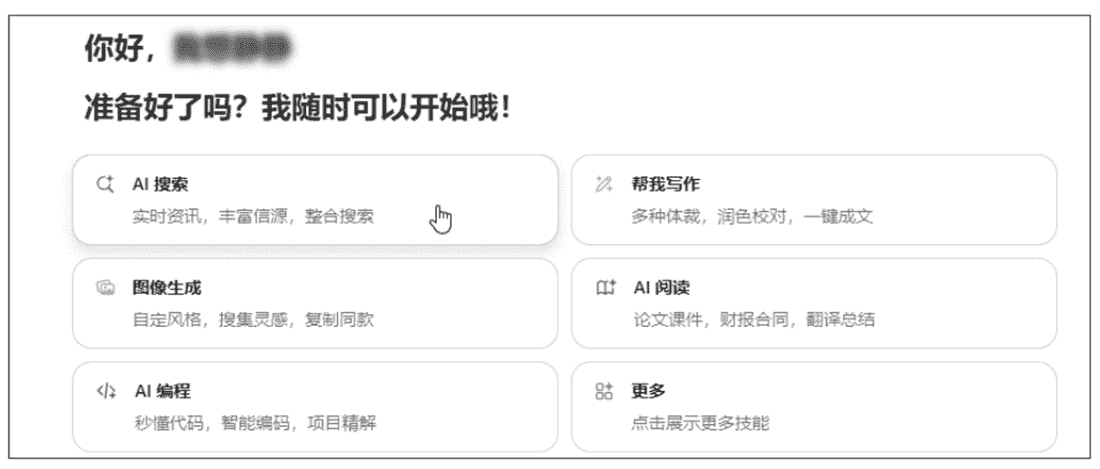 你好，
准备好了吗？我随时可以开始哦！
AI 搜索
实时资讯，丰富信源，整合搜索
帮我写作
多种体裁，润色校对，一键成文
图像生成
自定风格，搜集灵感，复制同款
AI 阅读
论文课件，财报合同，翻译总结
AI 编程
秒懂代码，智能编码，项目精解
更多
点击展示更多技能